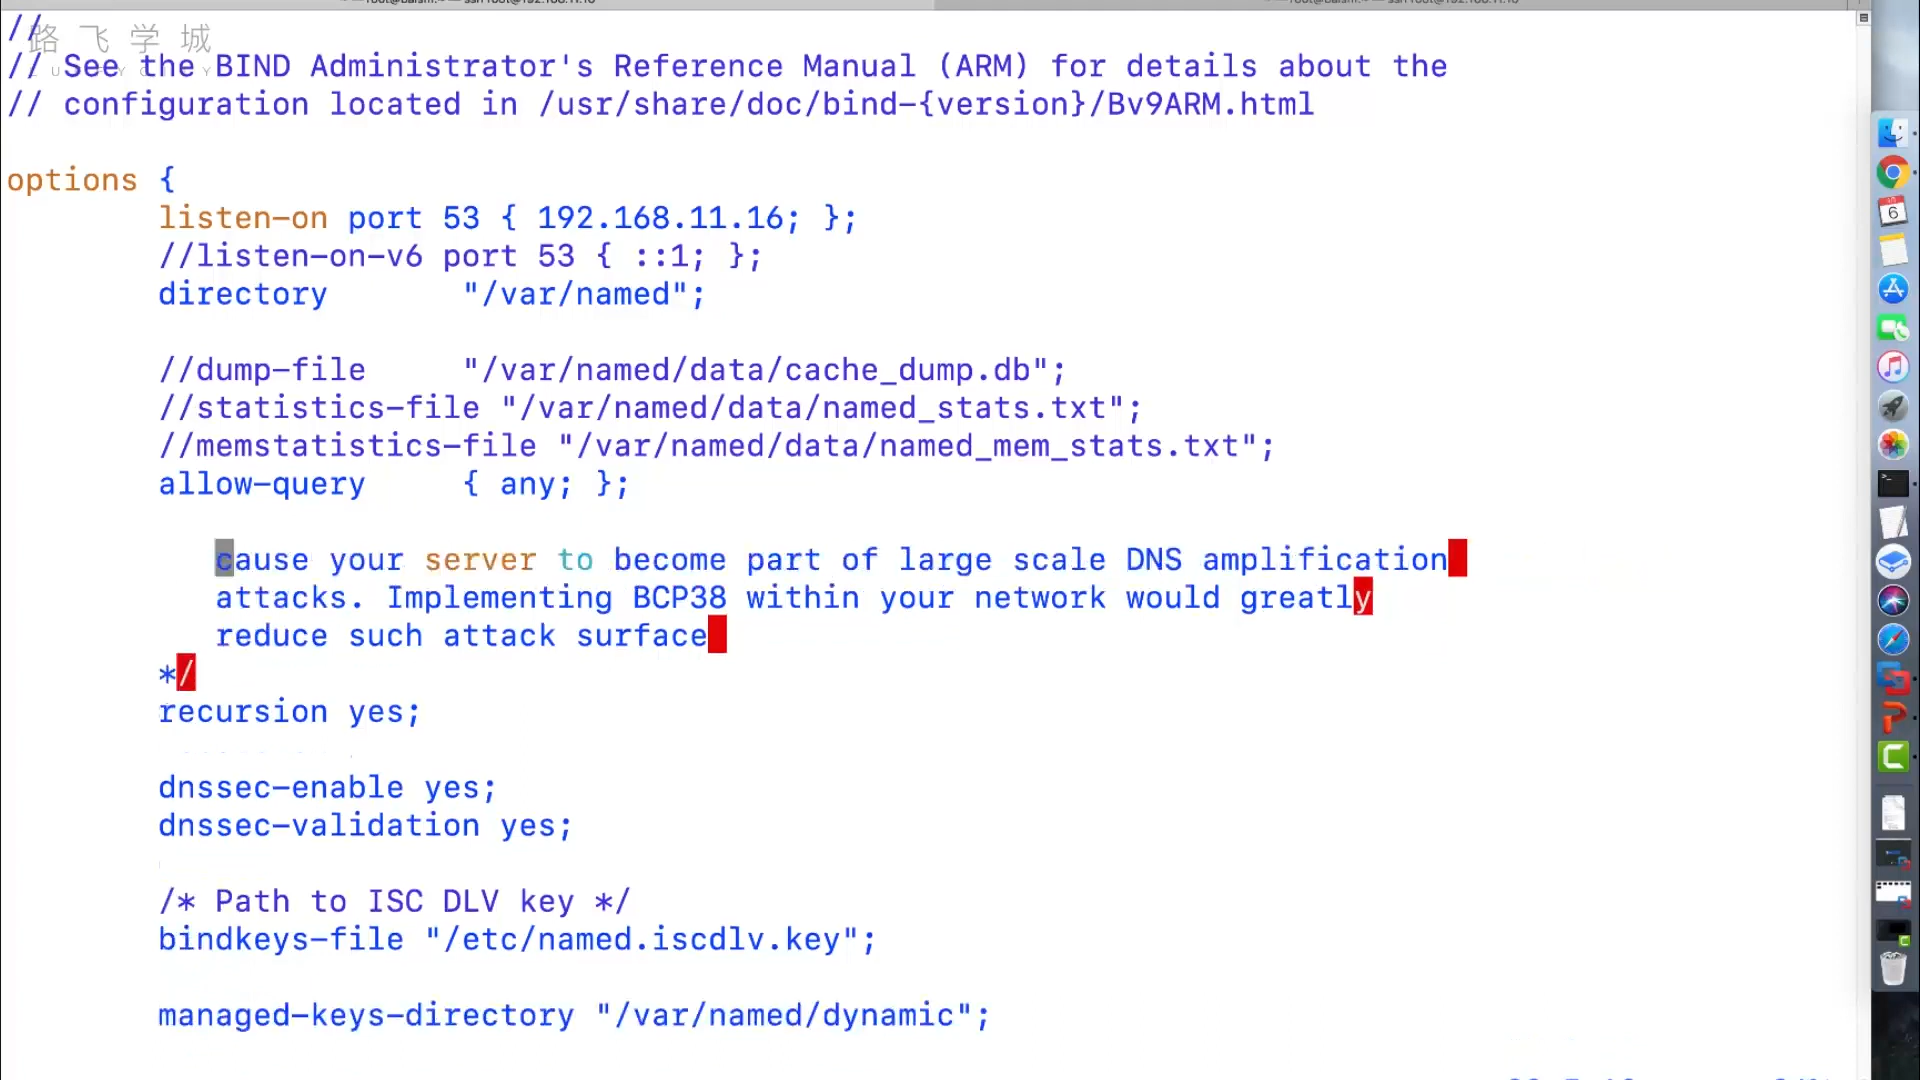 //
路飞学城
// See the BIND Administrator's Reference Manual (ARM) for details about the
// configuration located in /usr/share/doc/bind-{version}/Bv9ARM.html
options {
listen-on port 53 { 192.168.11.16; };
//listen-on-v6 port 53 { ::1; };
directory "/var/named";
//dump-file "/var/named/data/cache_dump.db";
//statistics-file "/var/named/data/named_stats.txt";
//memstatistics-file "/var/named/data/named_mem_stats.txt";
allow-query { any; };
cause your server to become part of large scale DNS amplification
attacks. Implementing BCP38 within your network would greatly
reduce such attack surface
*/
recursion yes;
dnssec-enable yes;
dnssec-validation yes;
/* Path to ISC DLV key */
bindkeys-file "/etc/named.iscdlv.key";
managed-keys-directory "/var/named/dynamic";